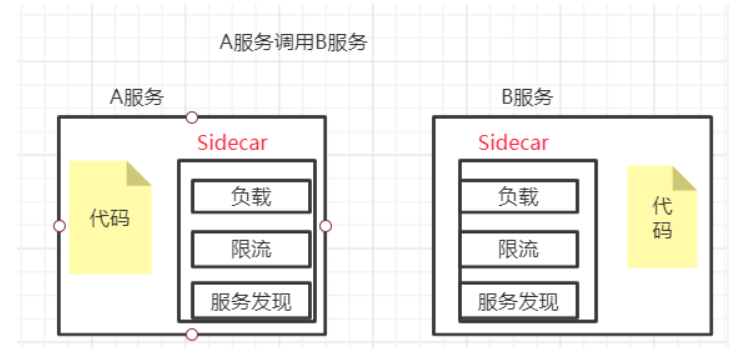 A服务调用B服务
A服务
B服务
Sidecar
负载
限流
服务发现
代码
Sidecar
负载
限流
服务发现
代
码